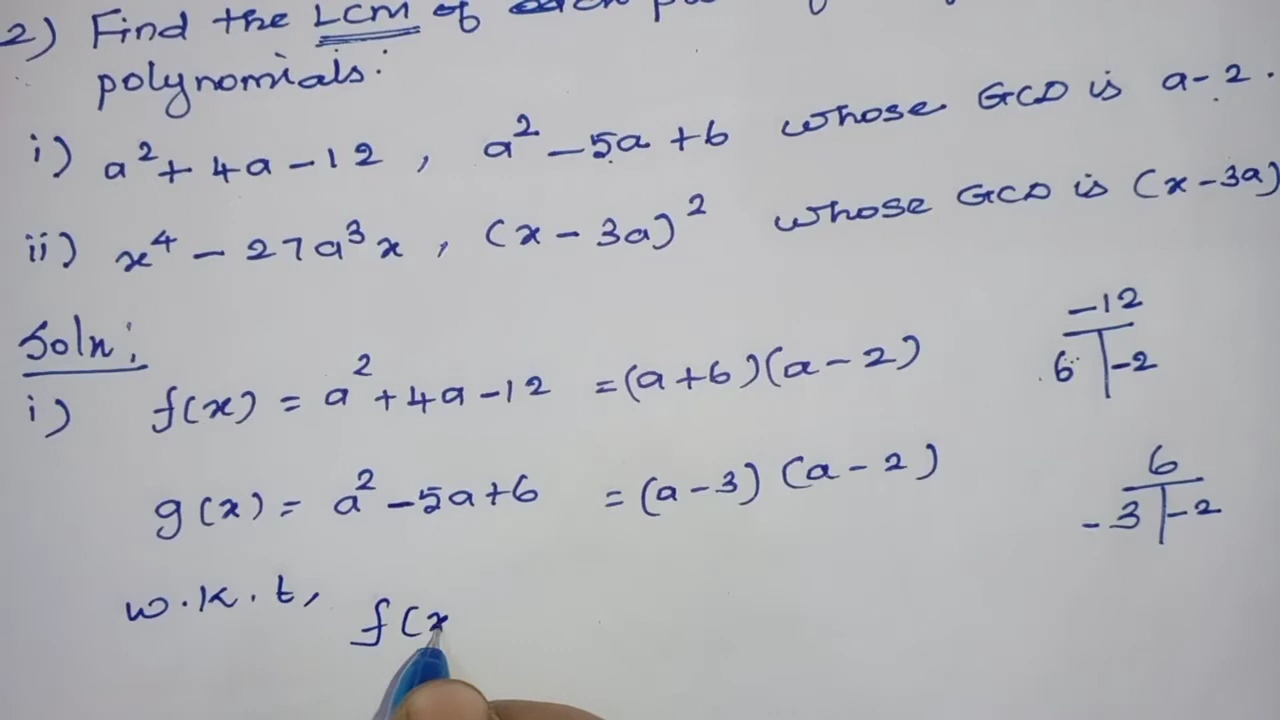 2) Find the LCM of each
polynomials:
i) a² + 4a - 12 , a² - 5a + 6 whose GCD is a - 2 .
ii) x⁴ - 27a³x , (x - 3a)² whose GCD is (x - 3a)
Soln:
i) f(x) = a² + 4a - 12 = (a + 6)(a - 2)
-12
6 | -2
g(x) = a² - 5a + 6 = (a - 3) (a - 2)
6
- 3 | - 2
w.k.t, f(x